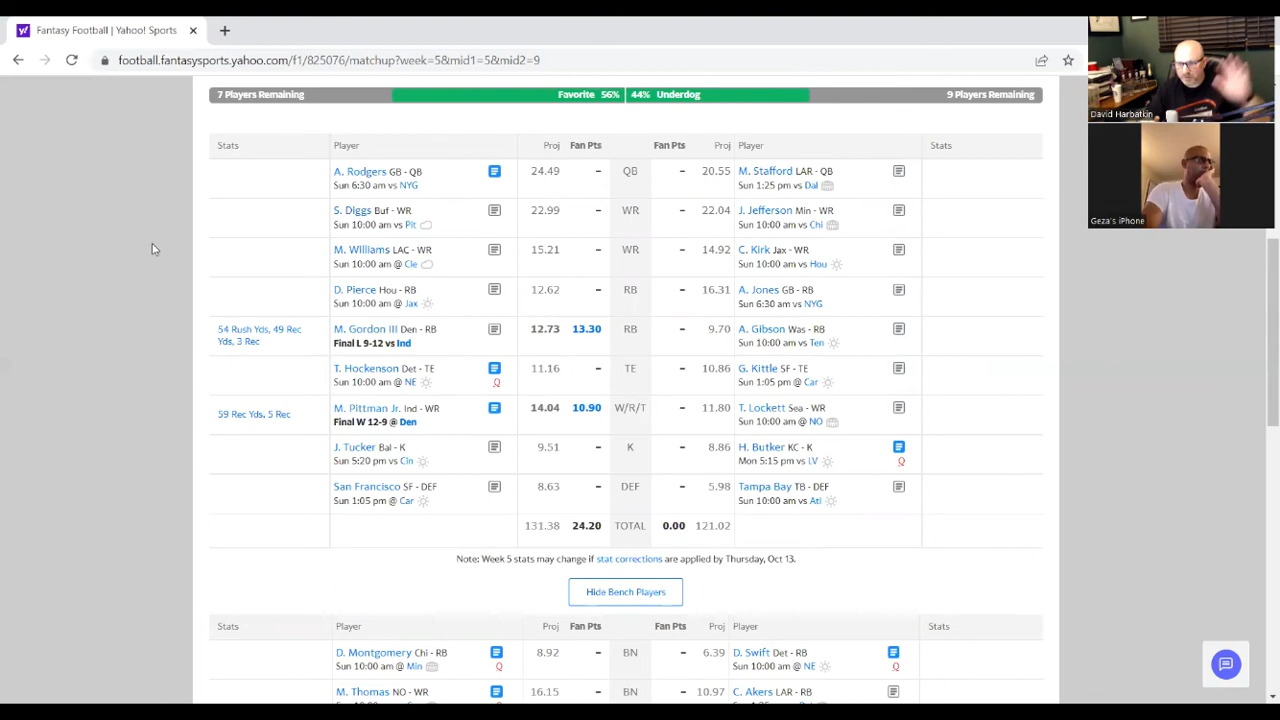 Fantasy Football | Yahoo! Sports
football.fantasysports.yahoo.com/f1/825076/matchup?week=5&mid1=5&mid2=9
David Harbatkin
Geza's iPhone
7 Players Remaining Favorite 56% 44% Underdog 9 Players Remaining
Stats Player Proj Fan Pts Fan Pts Proj Player Stats
A. Rodgers GB - QB 24.49 – QB – 20.55 M. Stafford LAR - QB
Sun 6:30 am vs NYG Sun 1:25 pm vs Dal
S. Diggs Buf - WR 22.99 – WR – 22.04 J. Jefferson Min - WR
Sun 10:00 am vs Pit Sun 10:00 am vs Chi
M. Williams LAC - WR 15.21 – WR – 14.92 C. Kirk Jax - WR
Sun 10:00 am @ Cle Sun 10:00 am vs Hou
D. Pierce Hou - RB 12.62 – RB – 16.31 A. Jones GB - RB
Sun 10:00 am @ Jax Sun 6:30 am vs NYG
54 Rush Yds, 49 Rec M. Gordon III Den - RB 12.73 13.30 RB – 9.70 A. Gibson Was - RB
Yds, 3 Rec Final L 9-12 vs Ind Sun 10:00 am vs Ten
T. Hockenson Det - TE 11.16 – TE – 10.86 G. Kittle SF - TE
Sun 10:00 am @ NE Q Sun 1:05 pm @ Car
59 Rec Yds, 5 Rec M. Pittman Jr. Ind - WR 14.04 10.90 W/R/T – 11.80 T. Lockett Sea - WR
Final W 12-9 @ Den Sun 10:00 am @ NO
J. Tucker Bal - K 9.51 – K – 8.86 H. Butker KC - K
Sun 5:20 pm vs Cin Mon 5:15 pm vs LV Q
San Francisco SF - DEF 8.63 – DEF – 5.98 Tampa Bay TB - DEF
Sun 1:05 pm @ Car Sun 10:00 am vs Atl
131.38 24.20 TOTAL 0.00 121.02
Note: Week 5 stats may change if stat corrections are applied by Thursday, Oct 13.
Hide Bench Players
Stats Player Proj Fan Pts Fan Pts Proj Player Stats
D. Montgomery Chi - RB 8.92 – BN – 6.39 D. Swift Det - RB
Sun 10:00 am @ Min Q Sun 10:00 am @ NE Q
M. Thomas NO - WR 16.15 – BN – 10.97 C. Akers LAR - RB